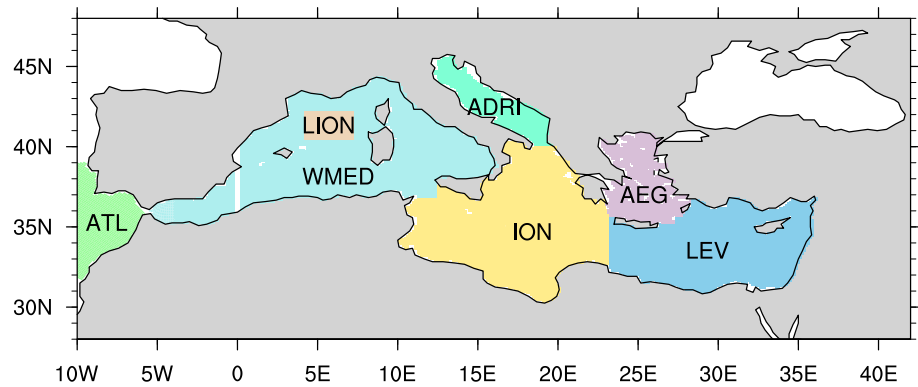 45N
ADRI
LION
40N
WMED
AEG
35N
ATL
ION
LEV
30N
10W 5W 0 5E 10E 15E 20E 25E 30E 35E 40E